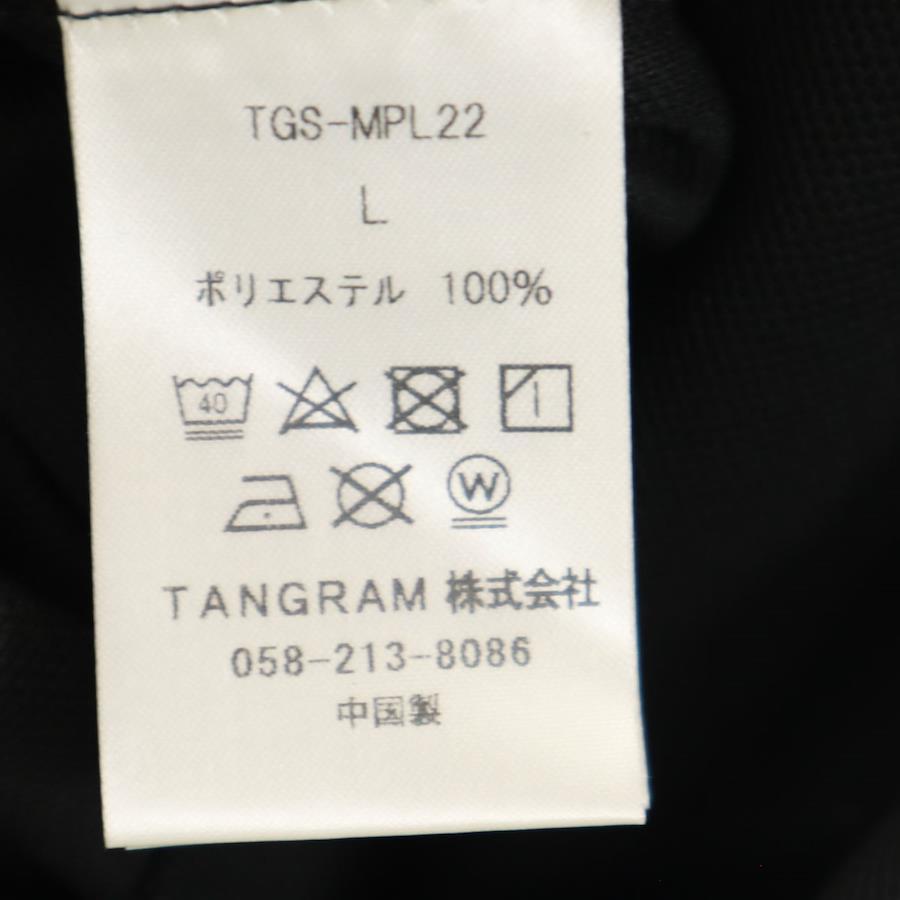 TGS-MPL22
L
ポリエステル 100%
40
W
TANGRAM 株式会社
058-213-8086
中国製